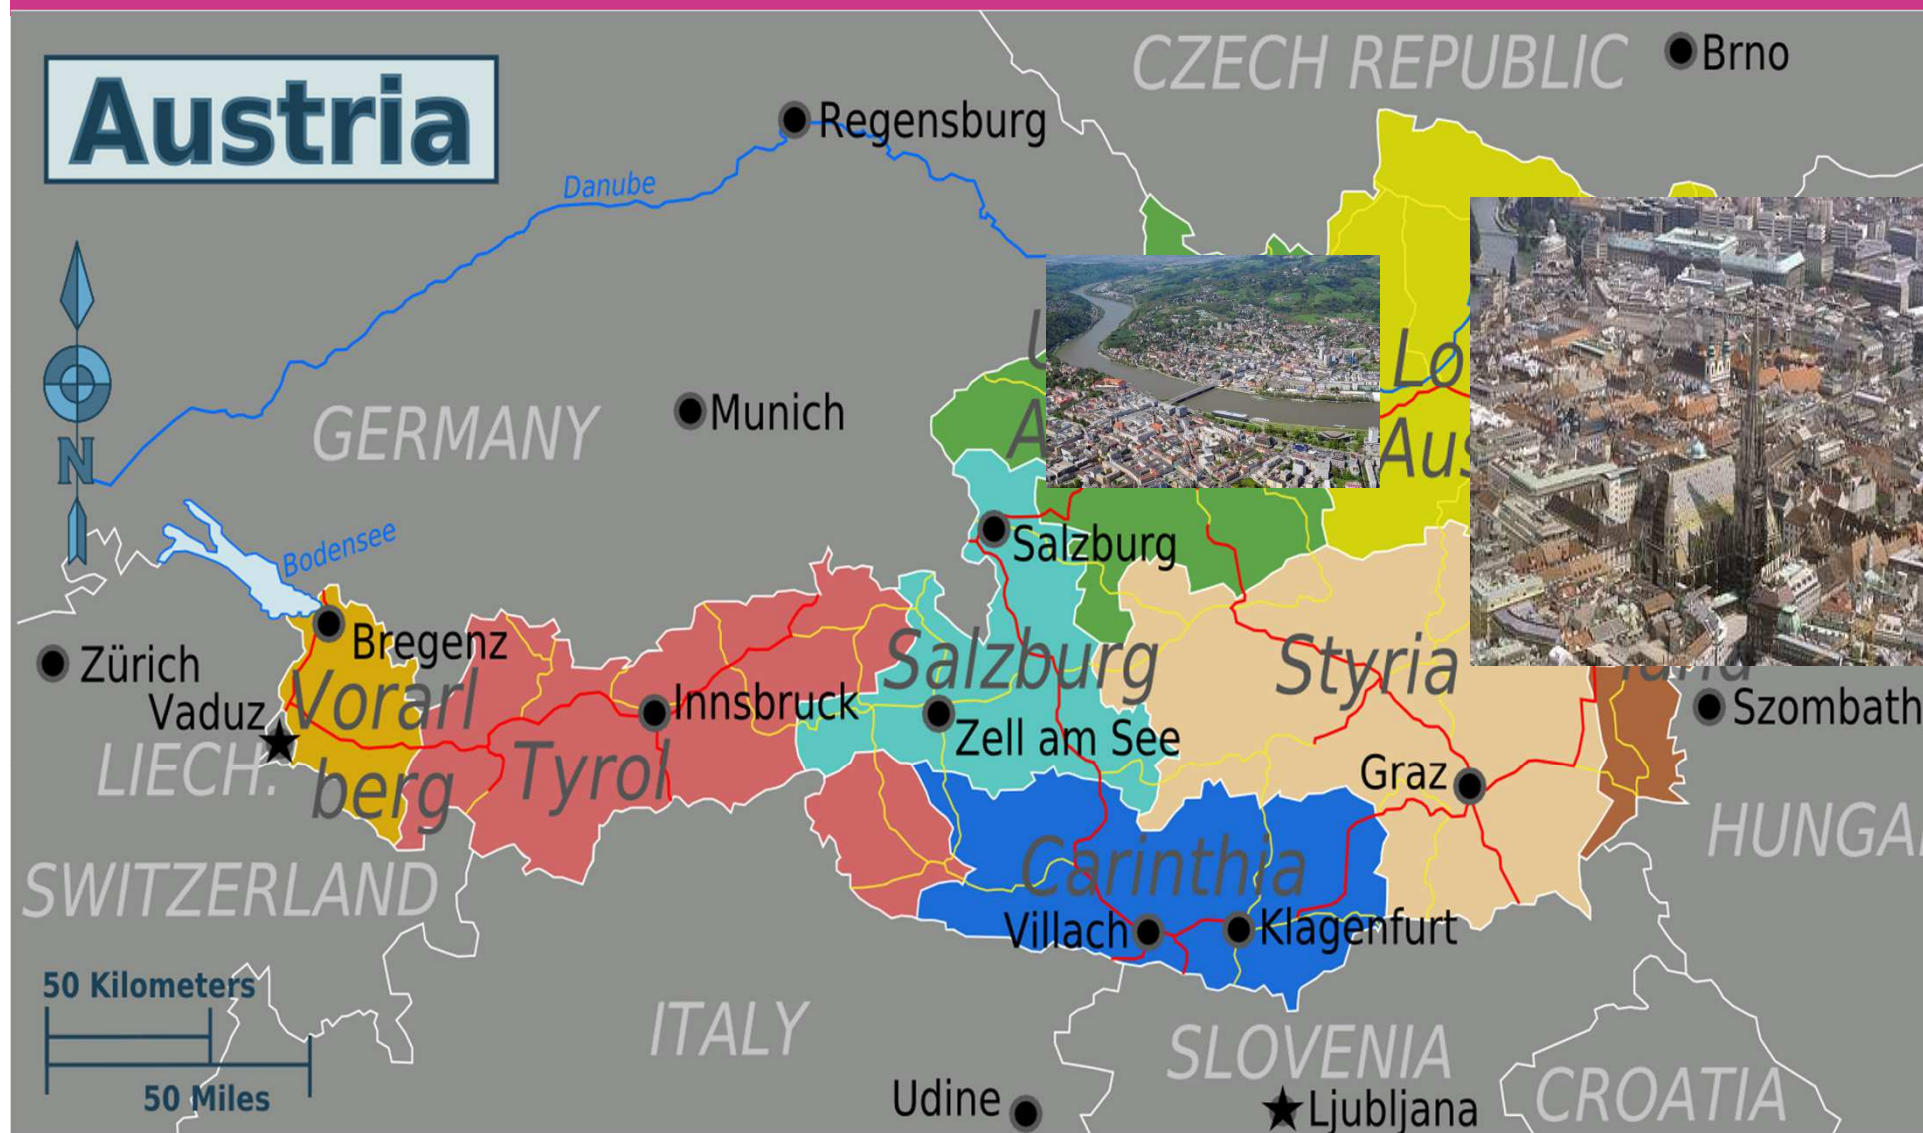 Austria
CZECH REPUBLIC
Brno
Regensburg
Danube
GERMANY
Munich
Lo
Aus
Bodensee
Salzburg
Bregenz
Zürich
Vaduz
Vorarl
berg
LIECH.
Innsbruck
Tyrol
Salzburg
Zell am See
Styria
Szombath
Graz
HUNGA
SWITZERLAND
Carinthia
Villach
Klagenfurt
N
50 Kilometers
50 Miles
ITALY
SLOVENIA
CROATIA
Udine
Ljubljana